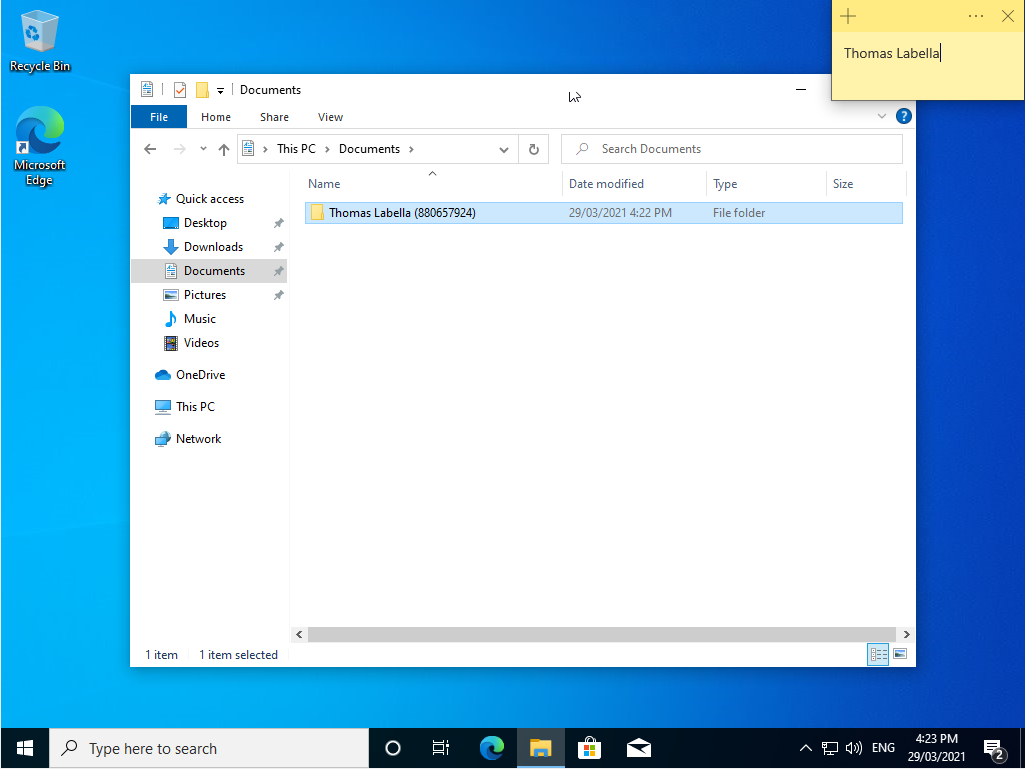 Recycle Bin
Microsoft
Edge
Thomas Labella
Documents
File
Home
Share
View
This PC
Documents
Search Documents
Name
Date modified
Type
Size
Thomas Labella (880657924)
29/03/2021 4:22 PM
File folder
Quick access
Desktop
Downloads
Documents
Pictures
Music
Videos
OneDrive
This PC
Network
1 item
1 item selected
Type here to search
ENG
4:23 PM
29/03/2021
2